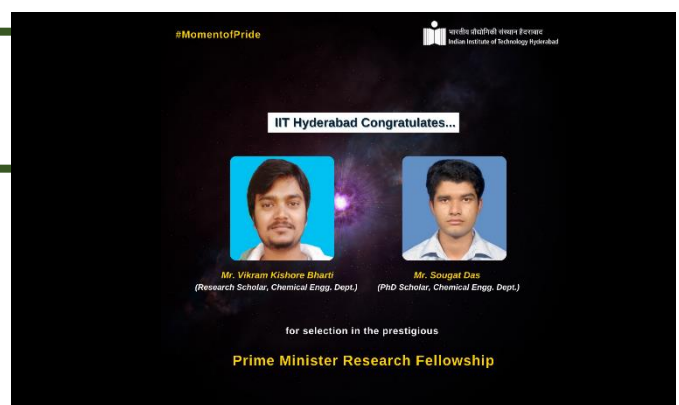 #MomentofPride
भारतीय प्रौद्योगिकी संस्थान हैदराबाद
Indian Institute of Technology Hyderabad
IIT Hyderabad Congratulates...
Mr. Vikram Kishore Bharti
(Research Scholar, Chemical Engg. Dept.)
Mr. Sougat Das
(PhD Scholar, Chemical Engg. Dept.)
for selection in the prestigious
Prime Minister Research Fellowship